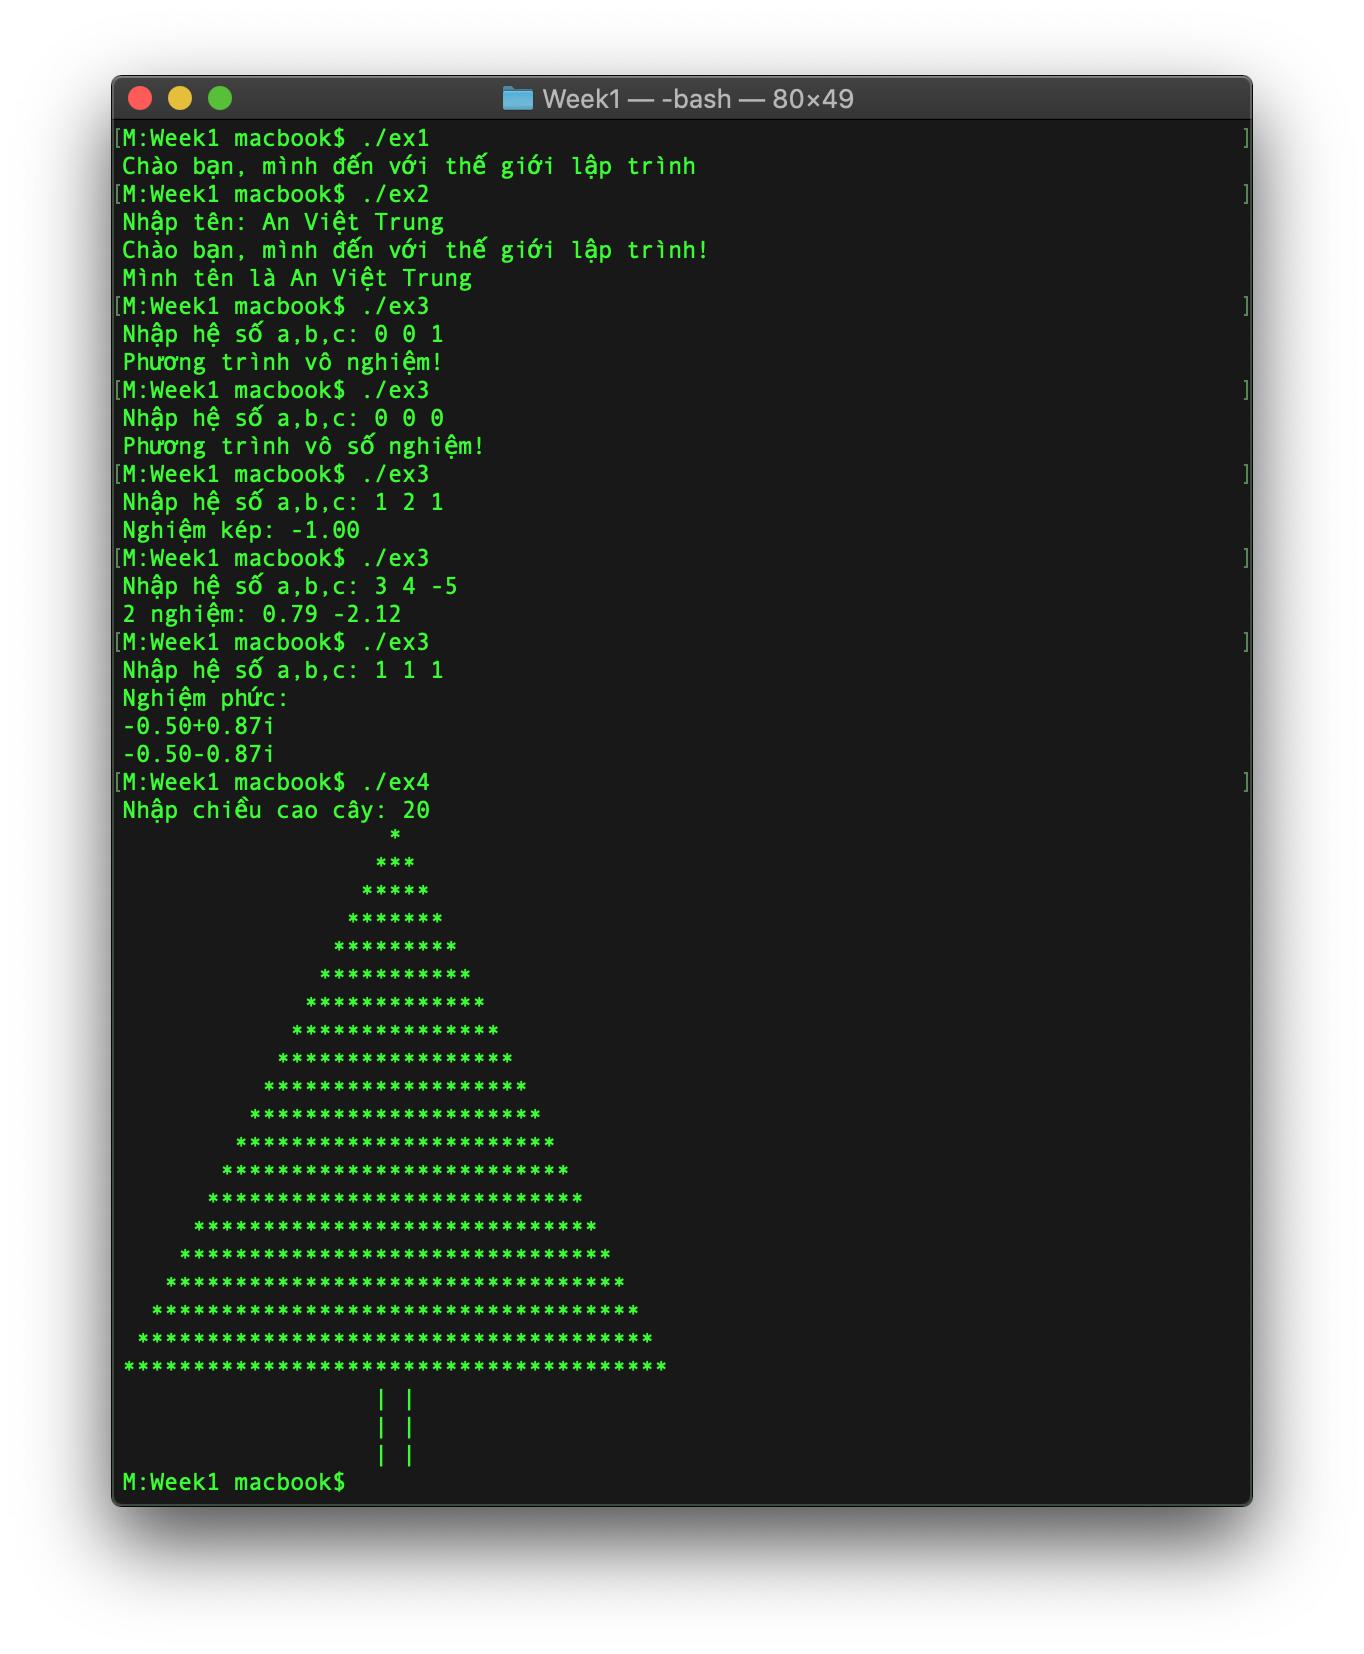 Week1 — -bash — 80×49
[M:Week1 macbook$ ./ex1 ]
Chào bạn, mình đến với thế giới lập trình
[M:Week1 macbook$ ./ex2 ]
Nhập tên: An Việt Trung
Chào bạn, mình đến với thế giới lập trình!
Mình tên là An Việt Trung
[M:Week1 macbook$ ./ex3 ]
Nhập hệ số a,b,c: 0 0 1
Phương trình vô nghiệm!
[M:Week1 macbook$ ./ex3 ]
Nhập hệ số a,b,c: 0 0 0
Phương trình vô số nghiệm!
[M:Week1 macbook$ ./ex3 ]
Nhập hệ số a,b,c: 1 2 1
Nghiệm kép: -1.00
[M:Week1 macbook$ ./ex3 ]
Nhập hệ số a,b,c: 3 4 -5
2 nghiệm: 0.79 -2.12
[M:Week1 macbook$ ./ex3 ]
Nhập hệ số a,b,c: 1 1 1
Nghiệm phức:
-0.50+0.87i
-0.50-0.87i
[M:Week1 macbook$ ./ex4 ]
Nhập chiều cao cây: 20
                   *
                  ***
                 *****
                *******
               *********
              ***********
             *************
            ***************
           *****************
          *******************
         *********************
        ***********************
       *************************
      ***************************
     *****************************
    *******************************
   *********************************
  ***********************************
 *************************************
***************************************
                  | |
                  | |
                  | |
M:Week1 macbook$